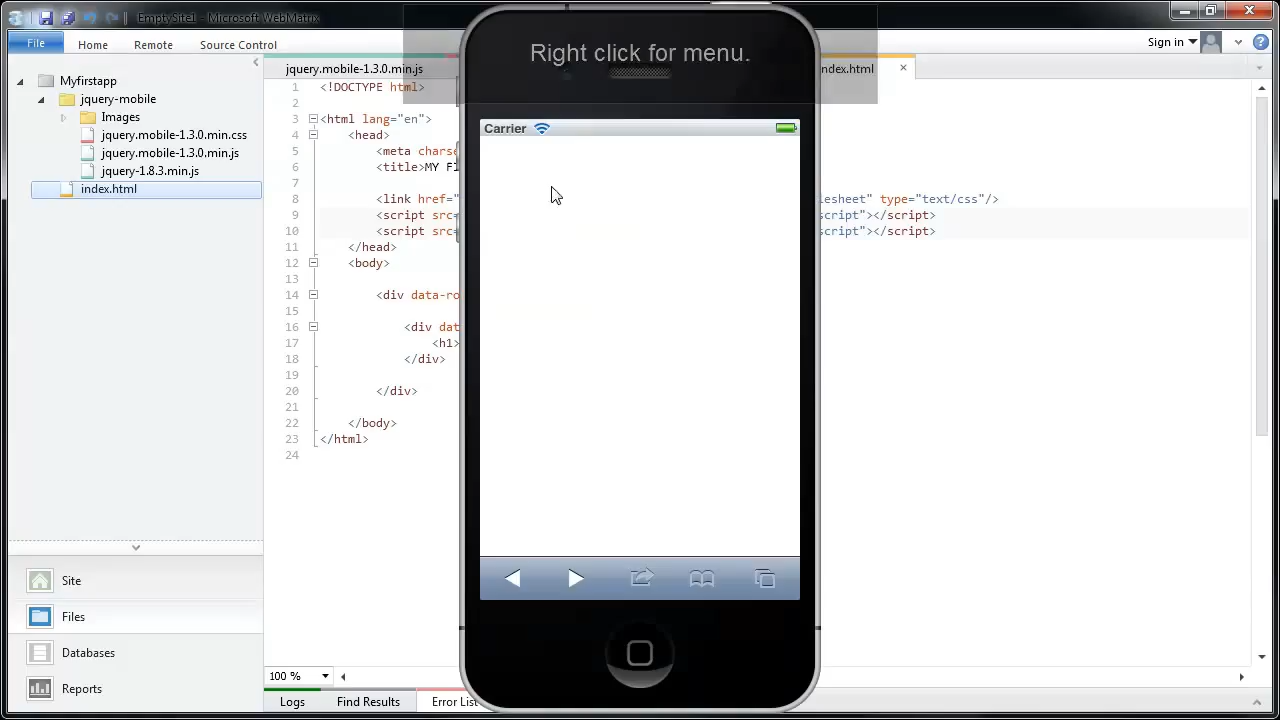 EmptySite1 - Microsoft WebMatrix
File
Home
Remote
Source Control
Sign in
Right click for menu.
Myfirstapp
jquery-mobile
Images
jquery.mobile-1.3.0.min.css
jquery.mobile-1.3.0.min.js
jquery-1.8.3.min.js
index.html
Site
Files
Databases
Reports
jquery.mobile-1.3.0.min.js
index.html
1 <!DOCTYPE html>
2
3 <html lang="en">
4 <head>
5 <meta charse
6 <title>MY Fi
7
8 <link href=" lesheet" type="text/css"/>
9 <script src= script"></script>
10 <script src= script"></script>
11 </head>
12 <body>
13
14 <div data-ro
15
16 <div dat
17 <h1>
18 </div>
19
20 </div>
21
22 </body>
23 </html>
24
Carrier
100 %
Logs
Find Results
Error List